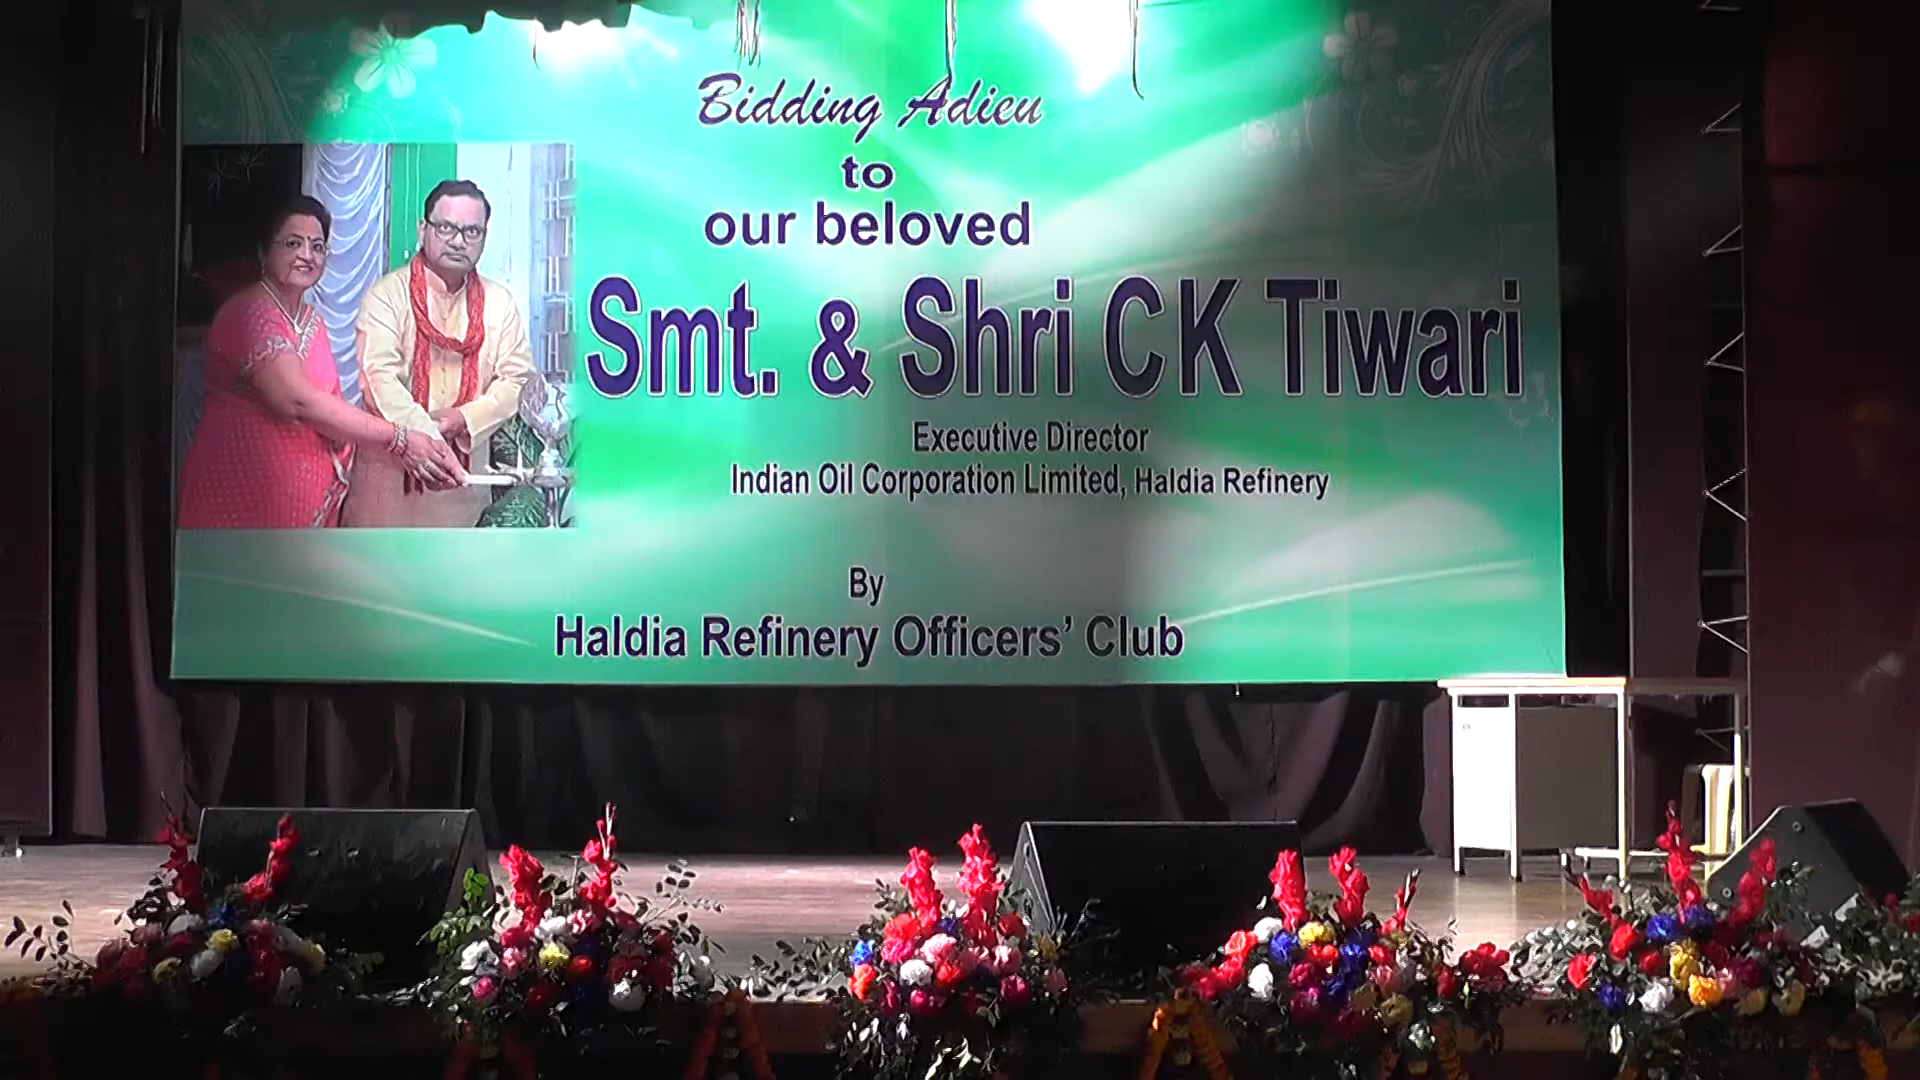 Bidding Adieu
to
our beloved
Smt. & Shri CK Tiwari
Executive Director
Indian Oil Corporation Limited, Haldia Refinery
By
Haldia Refinery Officers’ Club